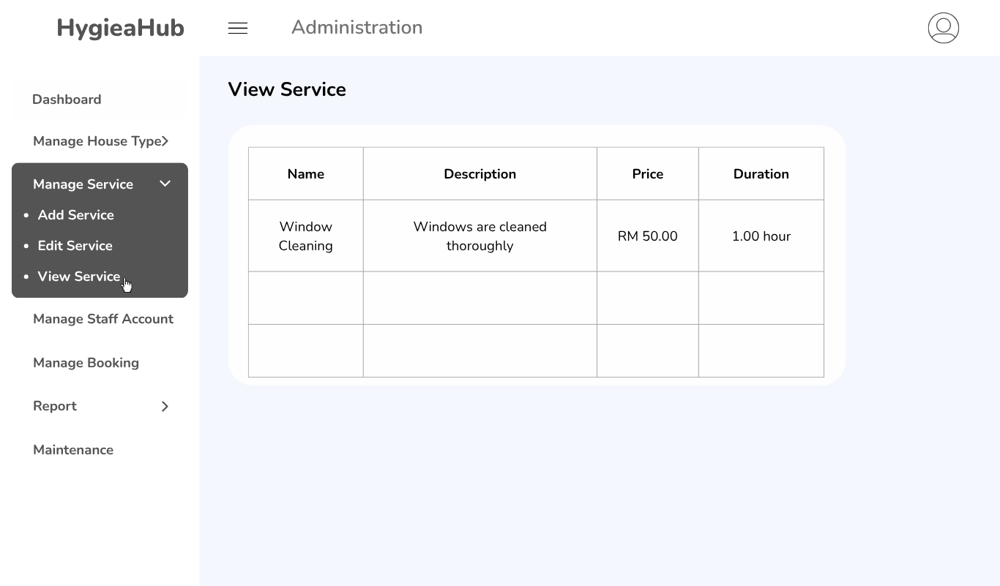 HygieaHub
Administration
Dashboard
Manage House Type
Manage Service
Add Service
Edit Service
View Service
Manage Staff Account
Manage Booking
Report
Maintenance
View Service
Name Description Price Duration
Window
Cleaning
Windows are cleaned
thoroughly
RM 50.00
1.00 hour